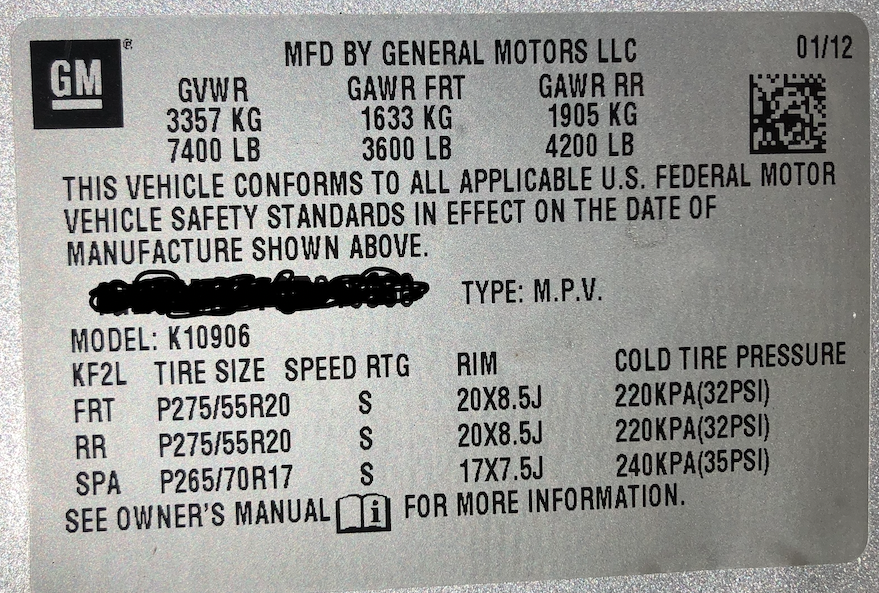 GM®
MFD BY GENERAL MOTORS LLC 01/12
GVWR GAWR FRT GAWR RR
3357 KG 1633 KG 1905 KG
7400 LB 3600 LB 4200 LB
THIS VEHICLE CONFORMS TO ALL APPLICABLE U.S. FEDERAL MOTOR
VEHICLE SAFETY STANDARDS IN EFFECT ON THE DATE OF
MANUFACTURE SHOWN ABOVE.
TYPE: M.P.V.
MODEL: K10906
KF2L TIRE SIZE SPEED RTG RIM COLD TIRE PRESSURE
FRT P275/55R20 S 20X8.5J 220KPA(32PSI)
RR P275/55R20 S 20X8.5J 220KPA(32PSI)
SPA P265/70R17 S 17X7.5J 240KPA(35PSI)
SEE OWNER'S MANUAL i FOR MORE INFORMATION.